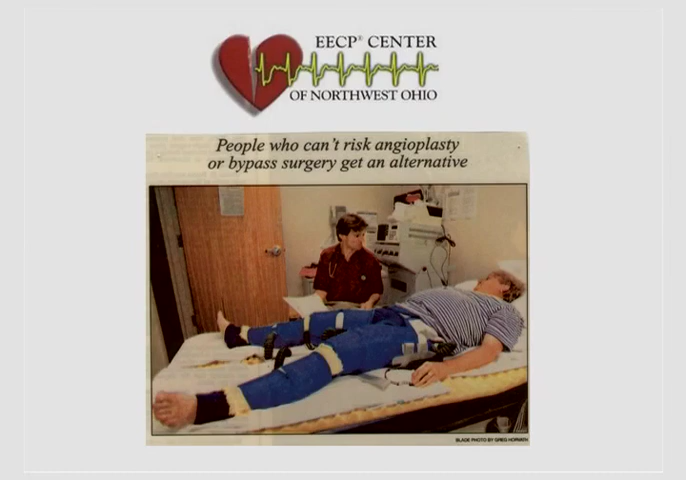 EECP® CENTER
OF NORTHWEST OHIO
People who can't risk angioplasty
or bypass surgery get an alternative
BLADE PHOTO BY GREG HORVATH